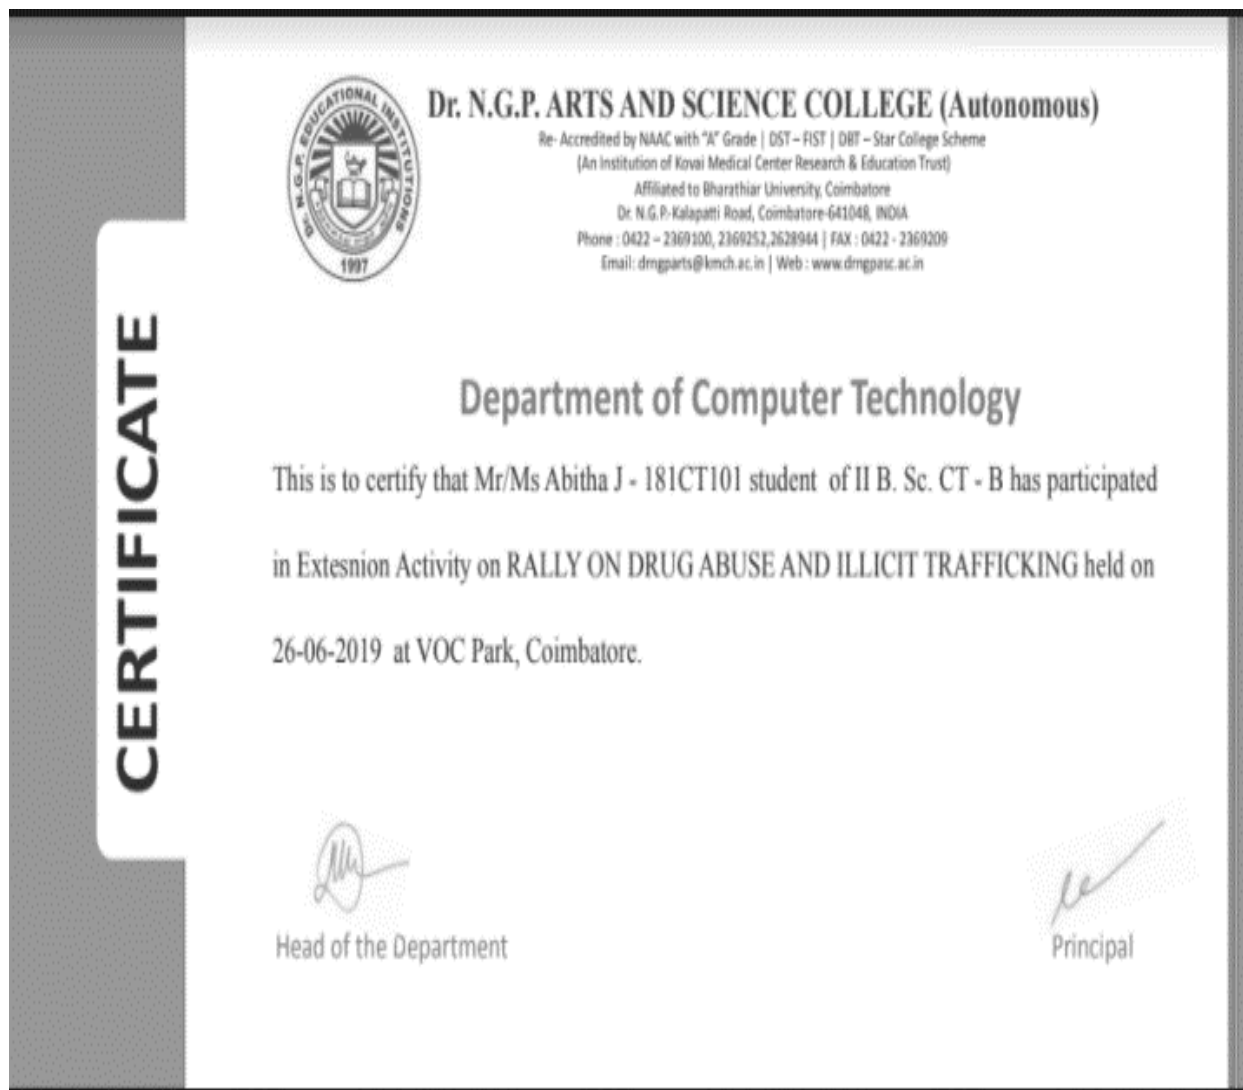 Dr. N.G.P. EDUCATIONAL INSTITUTIONS
1997
Dr. N.G.P. ARTS AND SCIENCE COLLEGE (Autonomous)
Re- Accredited by NAAC with "A" Grade | DST – FIST | DBT – Star College Scheme
(An Institution of Kovai Medical Center Research & Education Trust)
Affiliated to Bharathiar University, Coimbatore
Dr. N.G.P.-Kalapatti Road, Coimbatore-641048, INDIA
Phone : 0422 – 2369100, 2369252,2628944 | FAX : 0422 - 2369209
Email: drngparts@kmch.ac.in | Web : www.drngpasc.ac.in
CERTIFICATE
Department of Computer Technology
This is to certify that Mr/Ms Abitha J - 181CT101 student of II B. Sc. CT - B has participated
in Extesnion Activity on RALLY ON DRUG ABUSE AND ILLICIT TRAFFICKING held on
26-06-2019 at VOC Park, Coimbatore.
Head of the Department
Principal